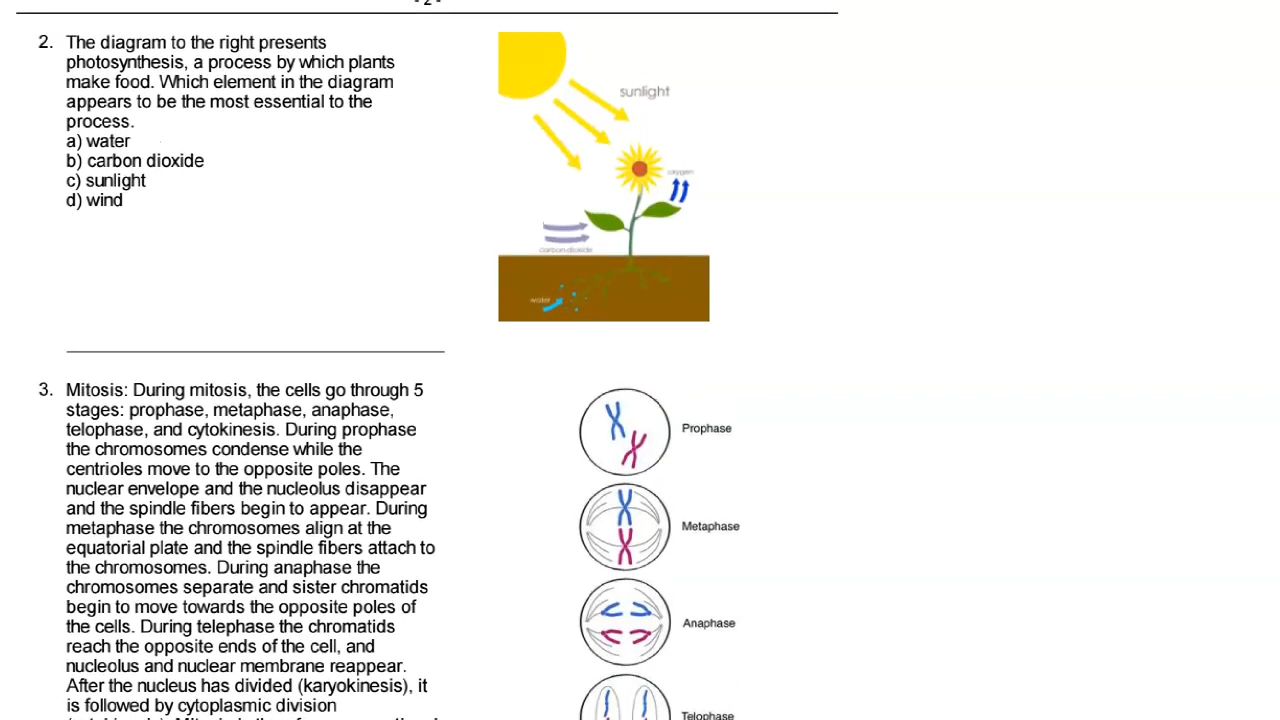 - 2 -
2. The diagram to the right presents
photosynthesis, a process by which plants
make food. Which element in the diagram
appears to be the most essential to the
process.
a) water
b) carbon dioxide
c) sunlight
d) wind
sunlight
oxygen
carbon dioxide
water
3. Mitosis: During mitosis, the cells go through 5
stages: prophase, metaphase, anaphase,
telophase, and cytokinesis. During prophase
the chromosomes condense while the
centrioles move to the opposite poles. The
nuclear envelope and the nucleolus disappear
and the spindle fibers begin to appear. During
metaphase the chromosomes align at the
equatorial plate and the spindle fibers attach to
the chromosomes. During anaphase the
chromosomes separate and sister chromatids
begin to move towards the opposite poles of
the cells. During telephase the chromatids
reach the opposite ends of the cell, and
nucleolus and nuclear membrane reappear.
After the nucleus has divided (karyokinesis), it
is followed by cytoplasmic division
Prophase
Metaphase
Anaphase
Telophase